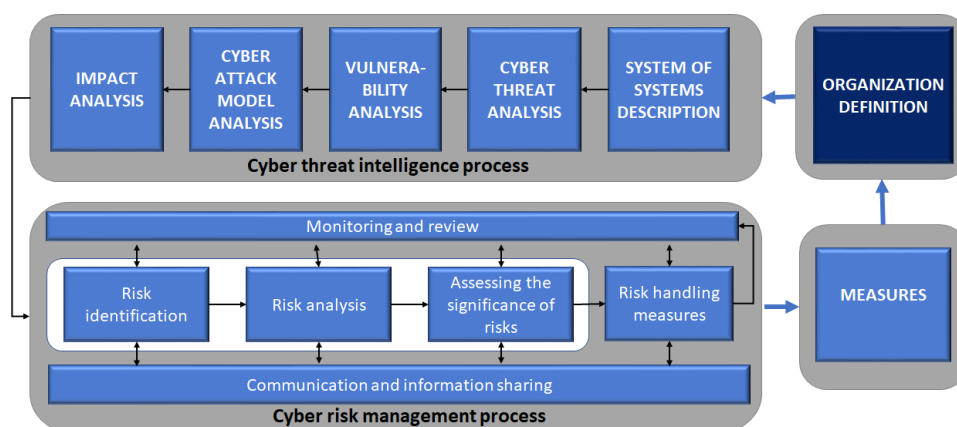 IMPACT
ANALYSIS
CYBER
ATTACK
MODEL
ANALYSIS
VULNERA-
BILITY
ANALYSIS
CYBER
THREAT
ANALYSIS
SYSTEM OF
SYSTEMS
DESCRIPTION
Cyber threat intelligence process
ORGANIZATION
DEFINITION
Monitoring and review
Risk
identification
Risk analysis
Assessing the
significance of
risks
Risk handling
measures
Communication and information sharing
Cyber risk management process
MEASURES